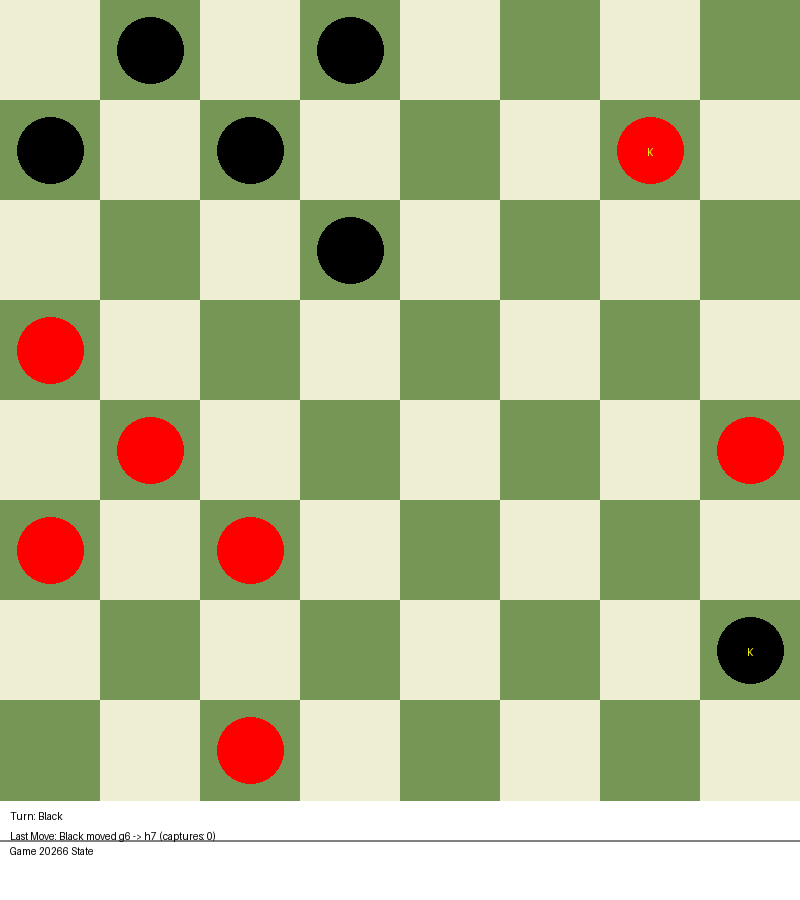 K
K
Turn: Black
Last Move: Black moved g6 -> h7 (captures: 0)
Game 20266 State